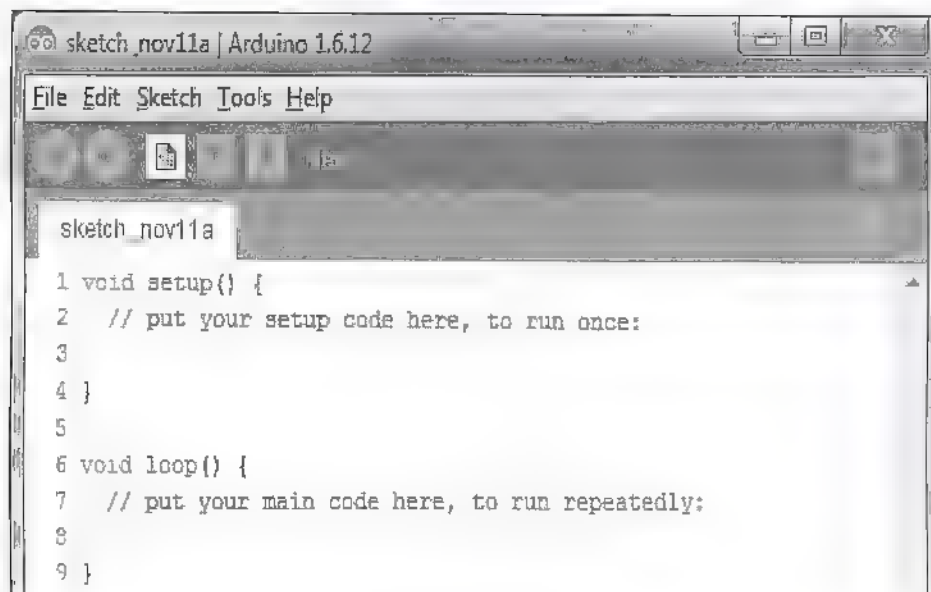 sketch_nov11a | Arduino 1.6.12
File Edit Sketch Tools Help
sketch_nov11a
1 void setup() {
2 // put your setup code here, to run once:
3
4 }
5
6 void loop() {
7 // put your main code here, to run repeatedly:
8
9 }